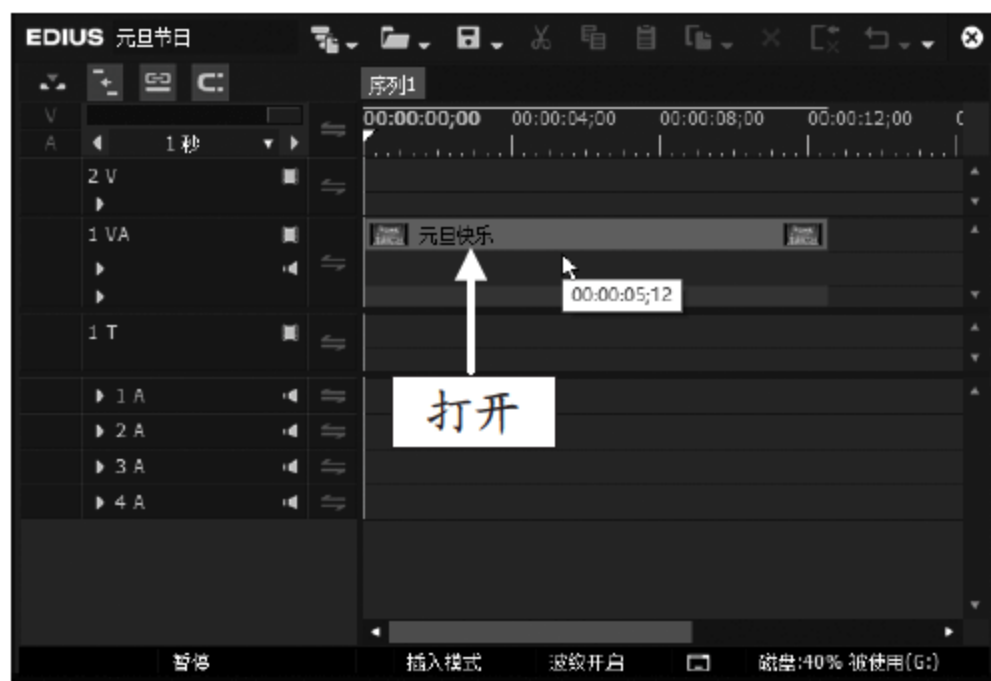 EDIUS 元旦节日
序列1
V
00:00:00;00 00:00:04;00 00:00:08;00 00:00:12;00
A 1秒
2 V
1 VA 元旦快乐
00:00:05;12
1 T
打开
1 A
2 A
3 A
4 A
暂停 插入模式 波纹开启 磁盘:40% 被使用(G:)